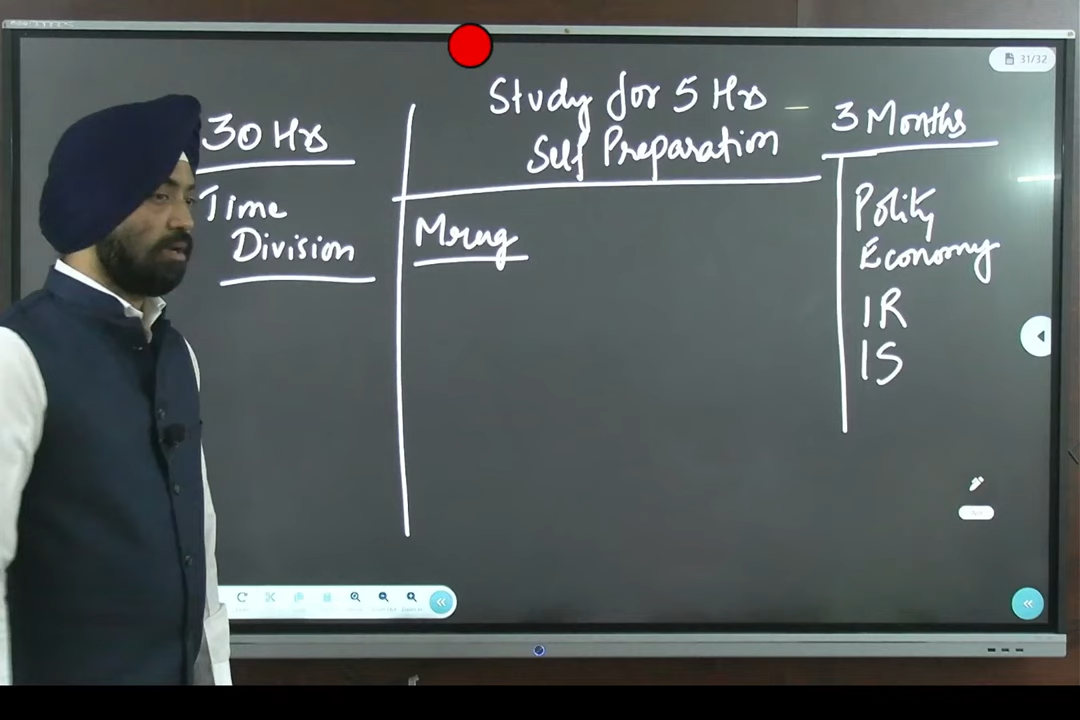 31/32
Study for 5 Hrs
Self Preparation
30 Hrs
Time
Division
Mrng
3 Months
Polity
Economy
IR
IS